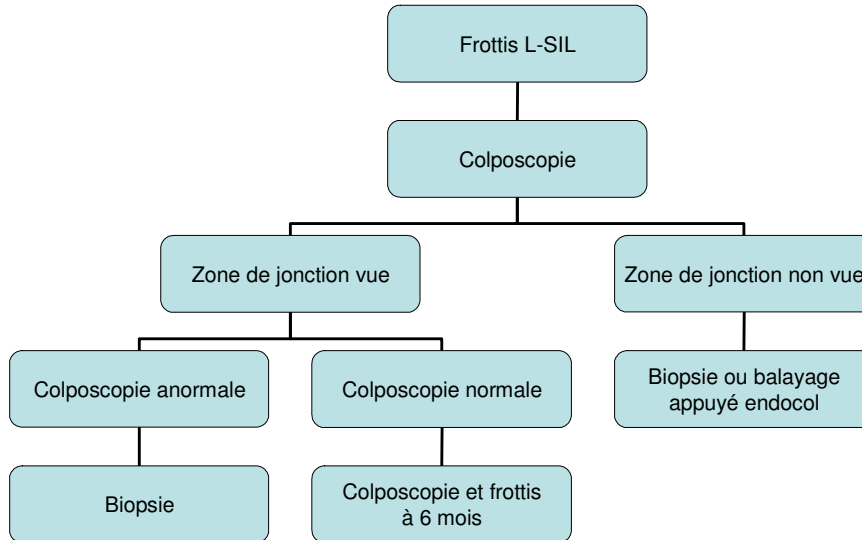 Frottis L-SIL
Colposcopie
Zone de jonction vue
Zone de jonction non vue
Colposcopie anormale
Colposcopie normale
Biopsie ou balayage
appuyé endocol
Biopsie
Colposcopie et frottis
à 6 mois